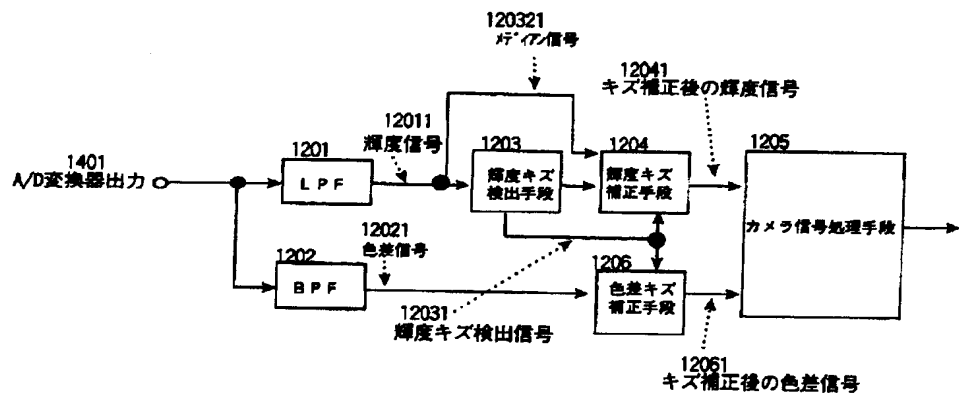 120321
メディアン信号
12041
キズ補正後の輝度信号
12011
輝度信号
1401
A/D変換器出力
1201
LPF
1203
輝度キズ
検出手段
1204
輝度キズ
補正手段
1205
カメラ信号処理手段
12021
色差信号
1202
BPF
1206
色差キズ
補正手段
12031
輝度キズ検出信号
12061
キズ補正後の色差信号